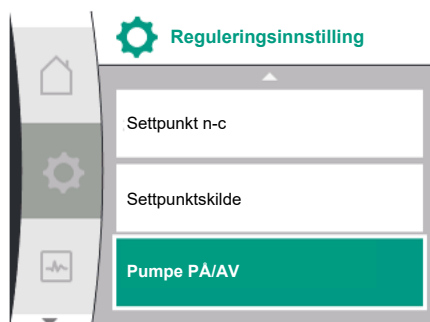 Reguleringsinnstilling
Settpunkt n-c
Settpunktskilde
Pumpe PÅ/AV